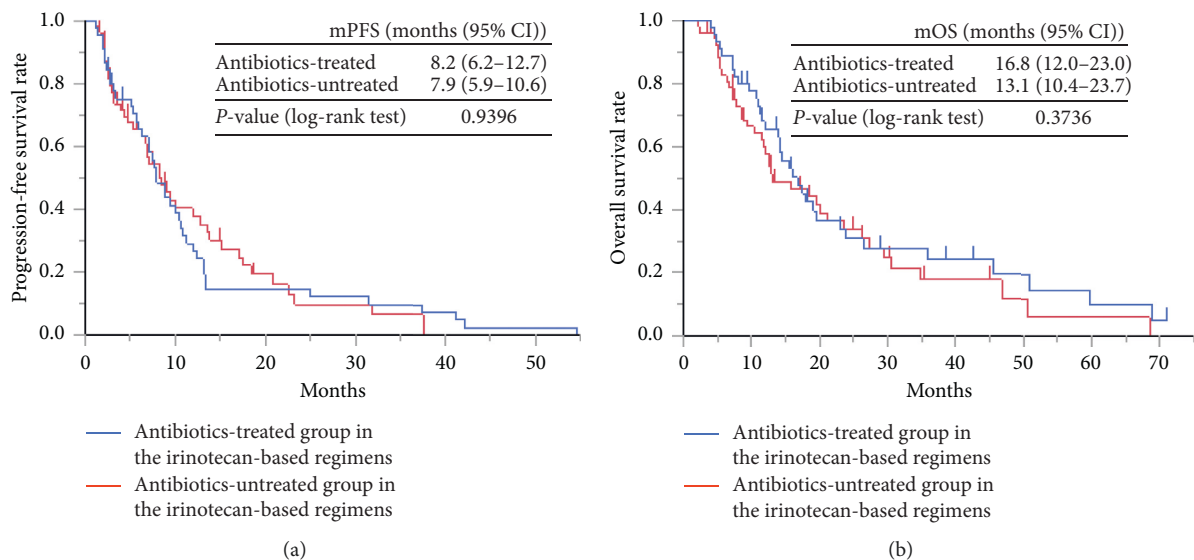 mPFS (months (95% CI))
Antibiotics-treated 8.2 (6.2–12.7)
Antibiotics-untreated 7.9 (5.9–10.6)
P-value (log-rank test) 0.9396
Progression-free survival rate
1.0
0.8
0.6
0.4
0.2
0.0
0 10 20 30 40 50
Months
Antibiotics-treated group in
the irinotecan-based regimens
Antibiotics-untreated group in
the irinotecan-based regimens
(a)
mOS (months (95% CI))
Antibiotics-treated 16.8 (12.0–23.0)
Antibiotics-untreated 13.1 (10.4–23.7)
P-value (log-rank test) 0.3736
Overall survival rate
1.0
0.8
0.6
0.4
0.2
0.0
0 10 20 30 40 50 60 70
Months
Antibiotics-treated group in
the irinotecan-based regimens
Antibiotics-untreated group in
the irinotecan-based regimens
(b)